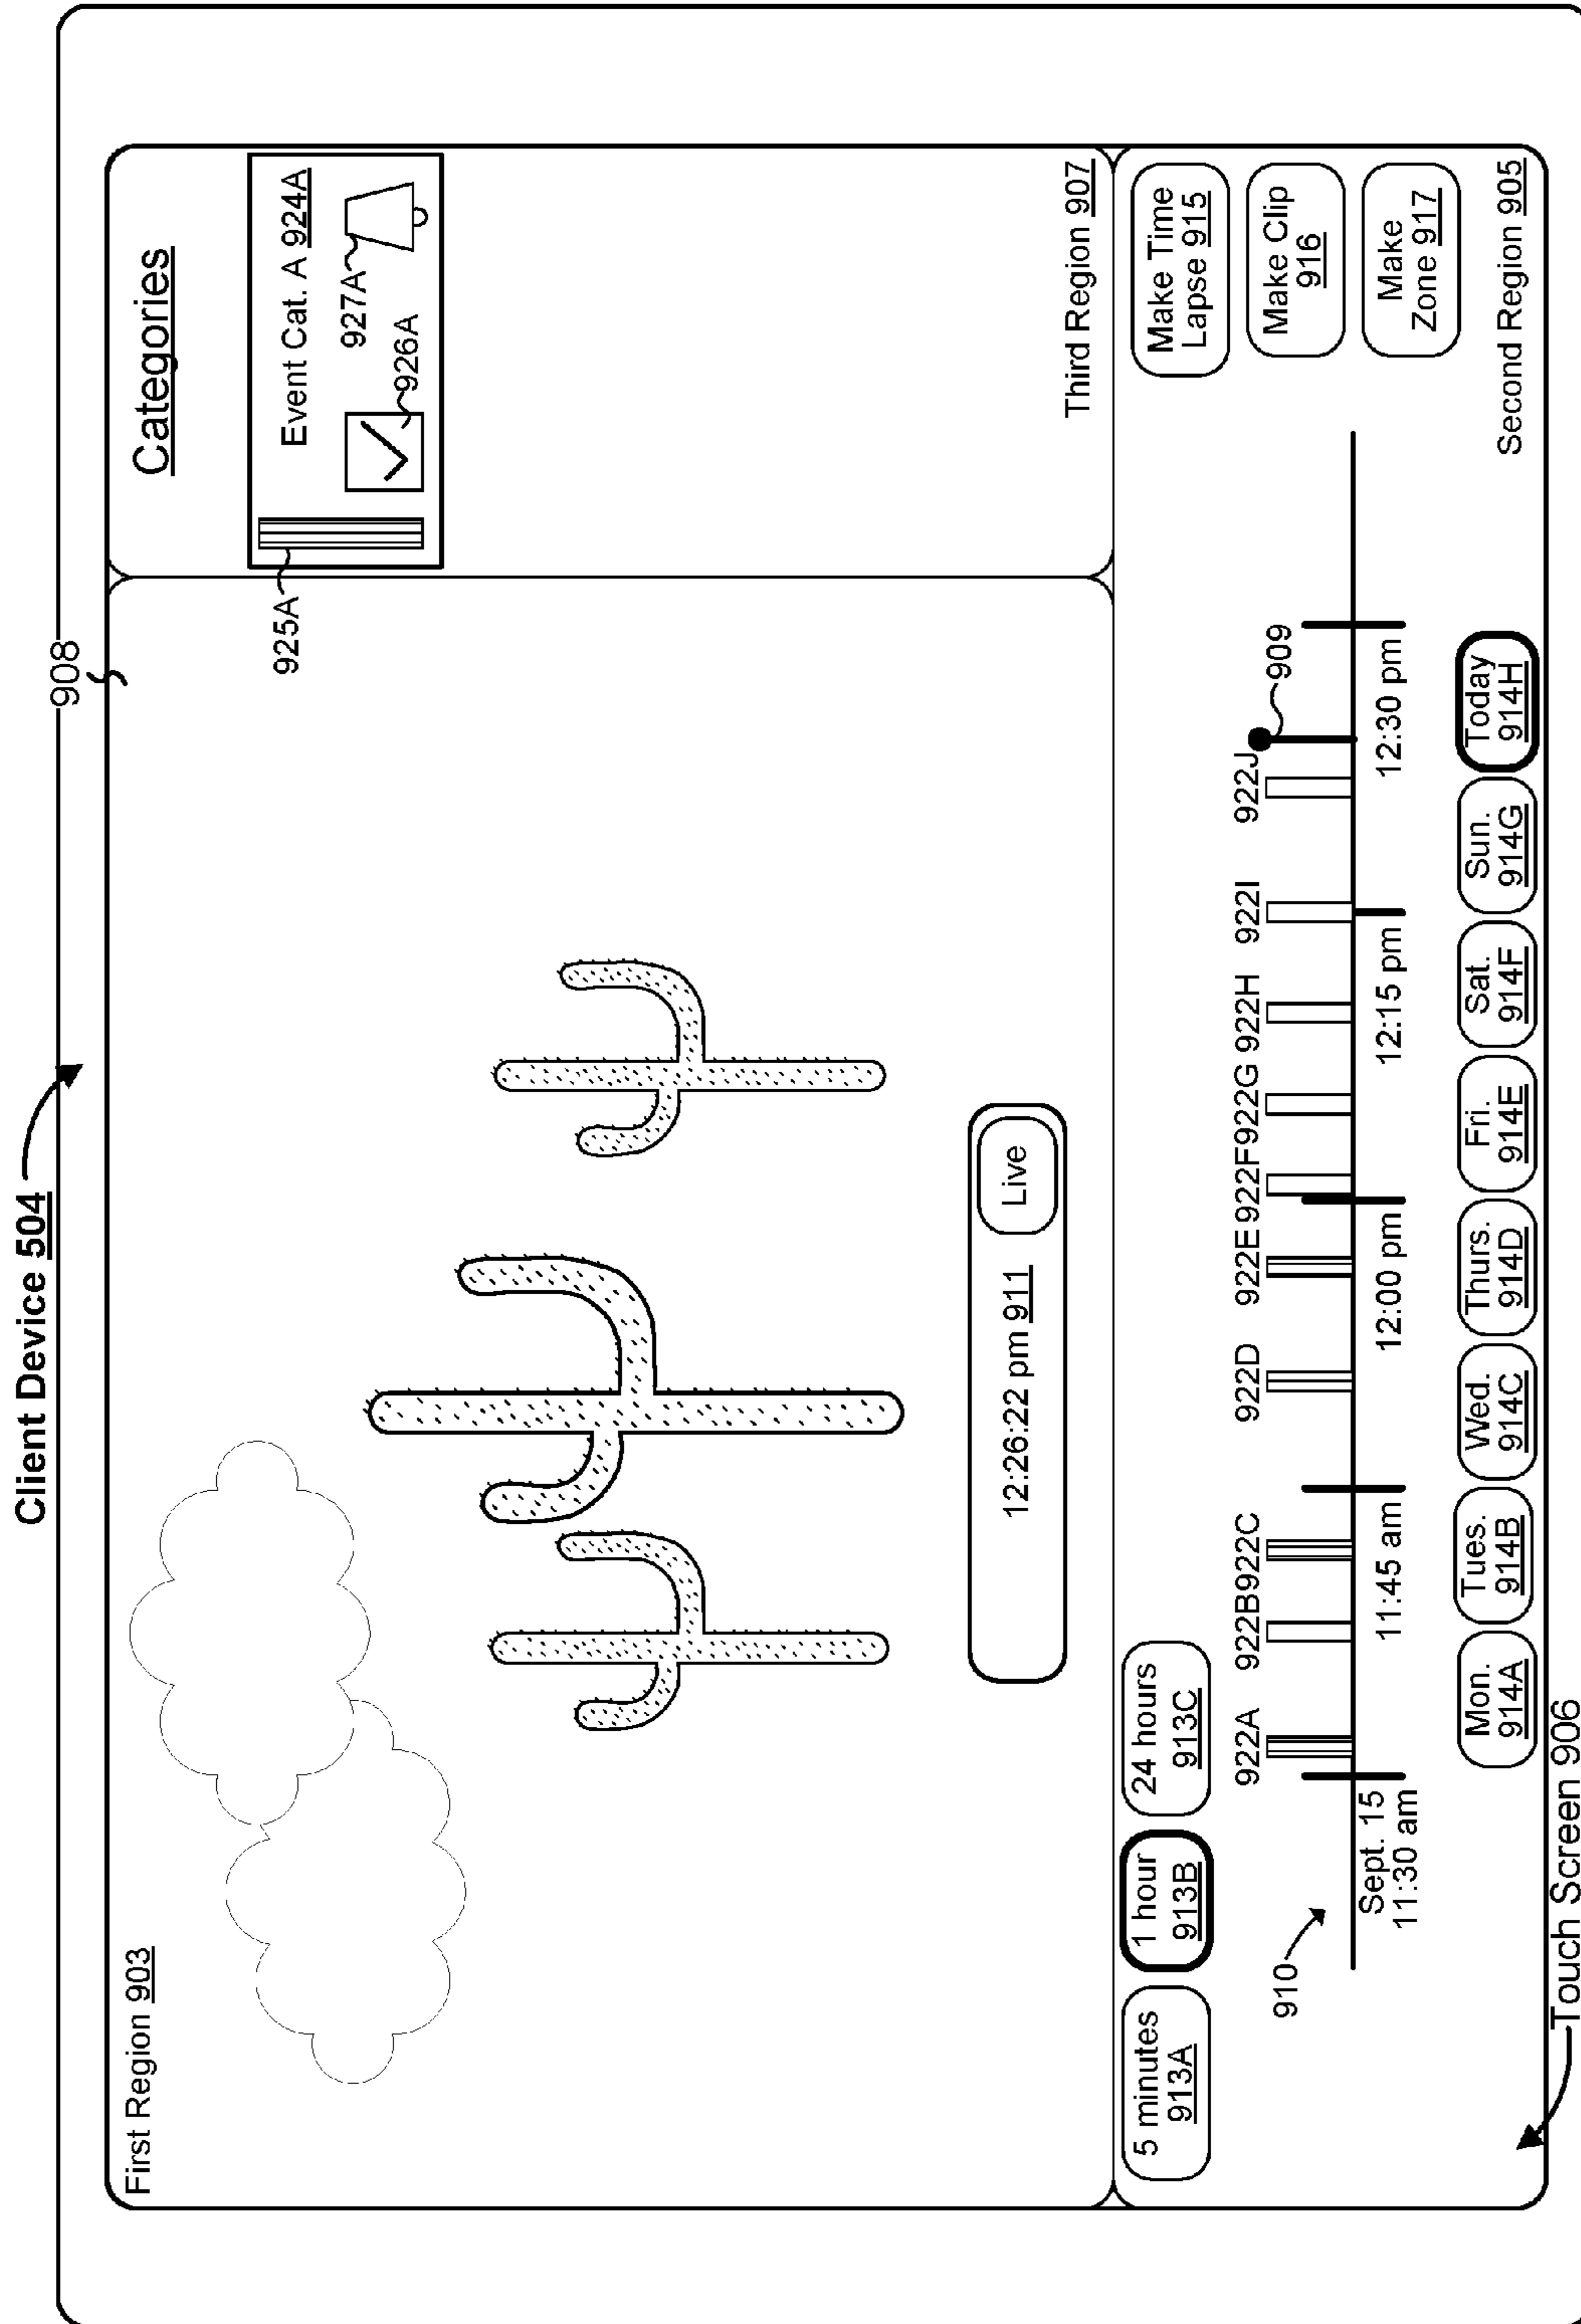 Client Device 504
908
First Region 903
Categories
Event Cat. A 924A
925A
926A
927A
12:26:22 pm 911
Live
Third Region 907
5 minutes
913A
1 hour
913B
24 hours
913C
Make Time
Lapse 915
Make Clip
916
Make
Zone 917
910
922A
922B
922C
922D
922E
922F
922G
922H
922I
922J
909
Sept. 15
11:30 am
11:45 am
12:00 pm
12:15 pm
12:30 pm
Mon.
914A
Tues.
914B
Wed.
914C
Thurs.
914D
Fri.
914E
Sat.
914F
Sun.
914G
Today
914H
Second Region 905
Touch Screen 906